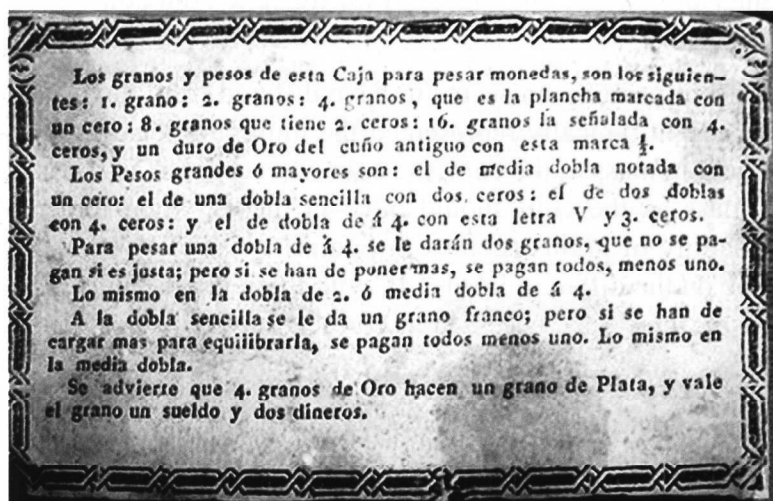 Los granos y pesos de esta Caja para pesar monedas, son los siguien-
tes: 1. grano: 2. granos: 4. granos, que es la plancha marcada con
un cero: 8. granos que tiene 2. ceros: 16. granos la señalada con 4.
ceros, y un duro de Oro del cuño antiguo con esta marca ½.
Los Pesos grandes ó mayores son: el de media dobla notada con
un cero: el de una dobla sencilla con dos ceros: el de dos doblas
con 4. ceros: y el de dobla de á 4. con esta letra V y 3. ceros.
Para pesar una dobla de á 4. se le darán dos granos, que no se pa-
gan si es justa; pero si se han de poner mas, se pagan todos, menos uno.
Lo mismo en la dobla de 2. ó media dobla de á 4.
A la dobla sencilla se le da un grano franco; pero si se han de
cargar mas para equilibrarla, se pagan todos menos uno. Lo mismo en
la media dobla.
Se advierte que 4. granos de Oro hacen un grano de Plata, y vale
el grano un sueldo y dos dineros.